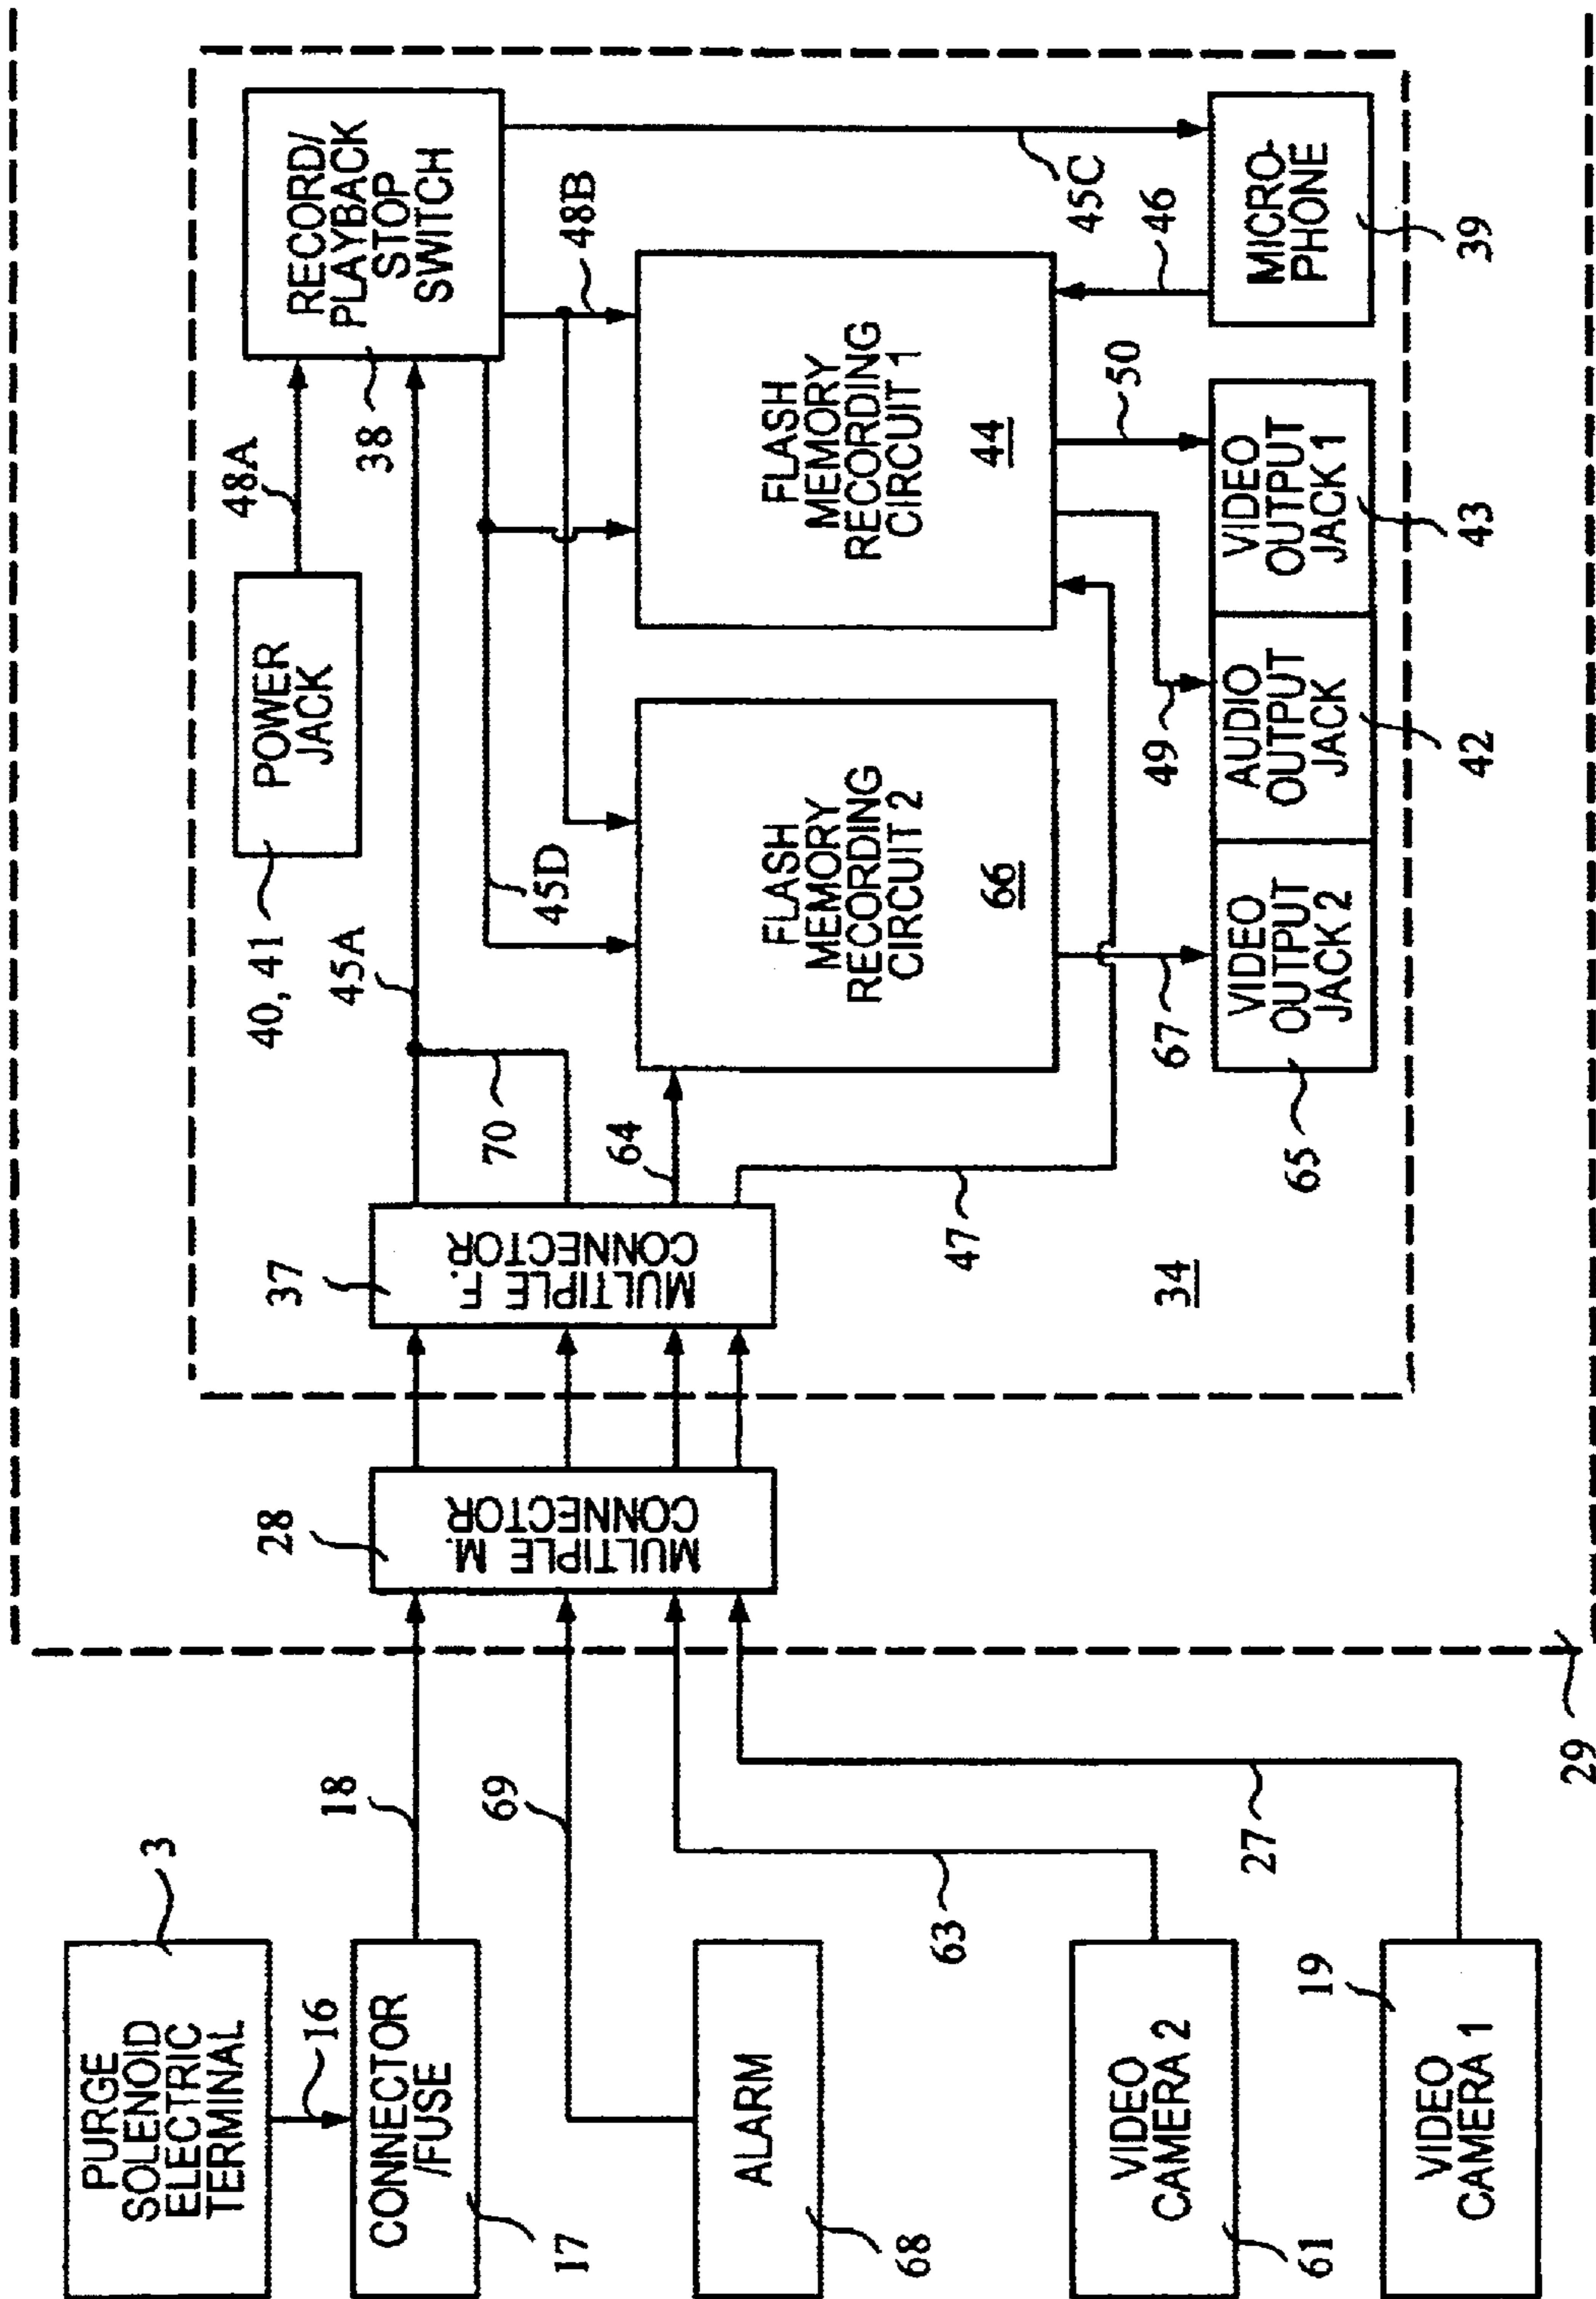 PURGE
SOLENOID
ELECTRIC
TERMINAL
3
16
CONNECTOR
/FUSE
17
18
ALARM
68
69
VIDEO
CAMERA 2
61
63
VIDEO
CAMERA 1
19
27
29
MULTIPLE M.
CONNECTOR
28
MULTIPLE F.
CONNECTOR
37
34
45A
70
64
47
POWER
JACK
40, 41
48A
RECORD/
PLAYBACK
STOP
SWITCH
38
45D
48B
45C
FLASH
MEMORY
RECORDING
CIRCUIT 2
66
FLASH
MEMORY
RECORDING
CIRCUIT 1
44
67
49
50
46
VIDEO
OUTPUT
JACK 2
65
AUDIO
OUTPUT
JACK
42
VIDEO
OUTPUT
JACK 1
43
MICRO-
PHONE
39